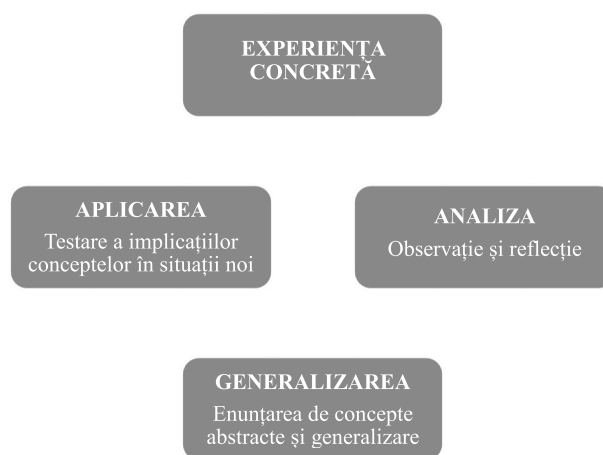 EXPERIENȚA
CONCRETĂ
APLICAREA
Testare a implicațiilor
conceptelor în situații noi
ANALIZA
Observație și reflecție
GENERALIZAREA
Enunțarea de concepte
abstracte și generalizare